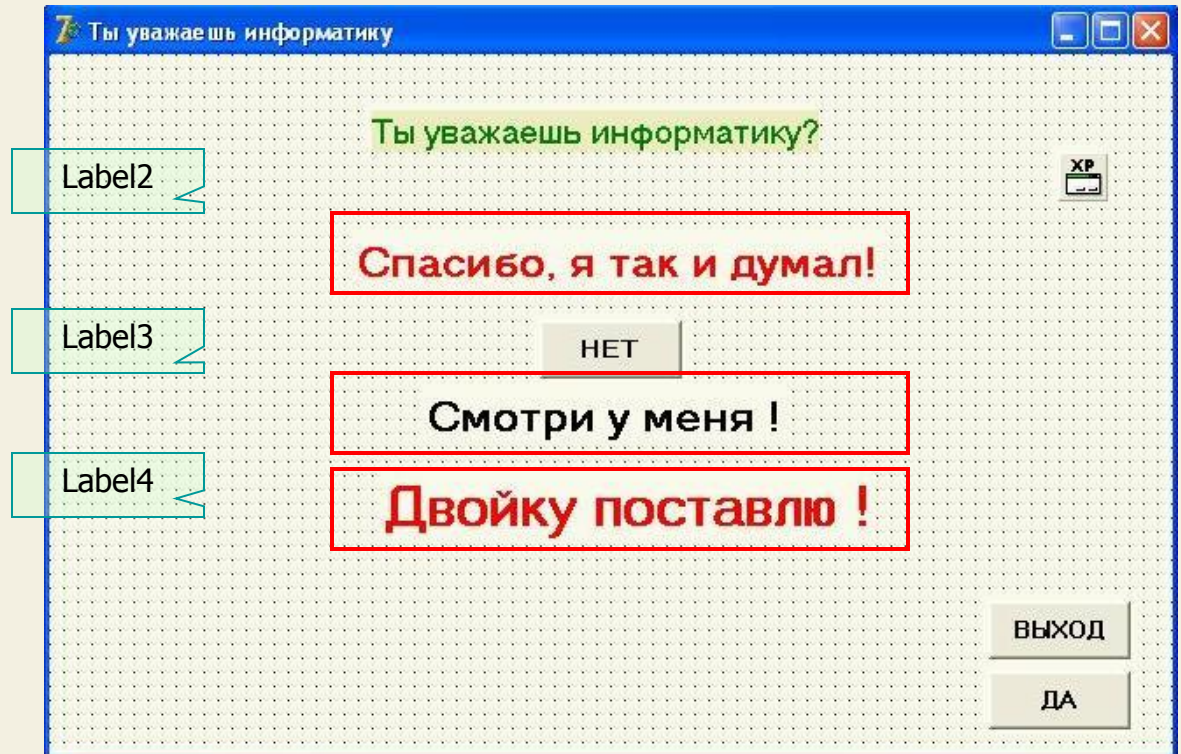 Ты уважаешь информатику
Ты уважаешь информатику?
Label2
XP
Спасибо, я так и думал!
Label3
НЕТ
Смотри у меня !
Label4
Двойку поставлю !
ВЫХОД
ДА